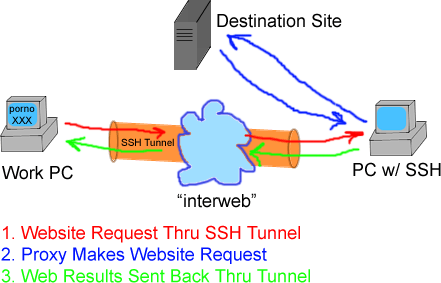 Destination Site
porno
XXX
SSH Tunnel
Work PC
PC w/ SSH
“interweb”
1. Website Request Thru SSH Tunnel
2. Proxy Makes Website Request
3. Web Results Sent Back Thru Tunnel